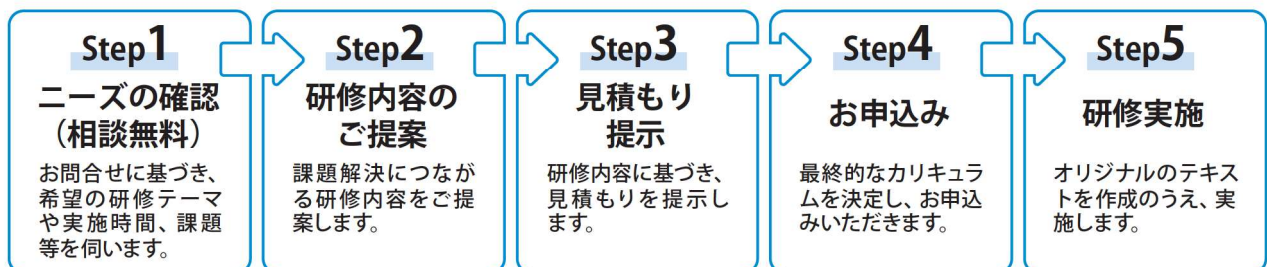 Step1
ニーズの確認
（相談無料）
お問合せに基づき、
希望の研修テーマ
や実施時間、課題
等を伺います。
Step2
研修内容の
ご提案
課題解決につなが
る研修内容をご提
案します。
Step3
見積もり
提示
研修内容に基づき、
見積もりを提示し
ます。
Step4
お申込み
最終的なカリキュラ
ムを決定し、お申込
みいただきます。
Step5
研修実施
オリジナルのテキス
トを作成のうえ、実
施します。